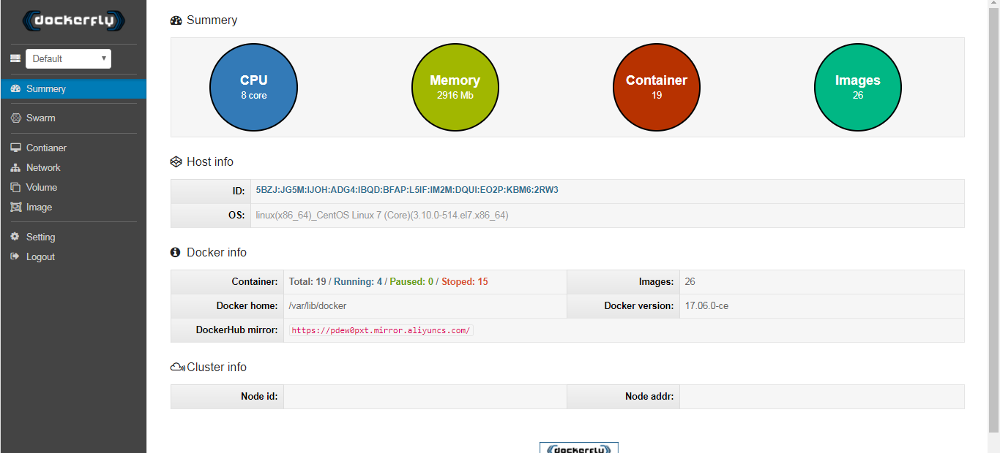 dockerfly
Default
Summery
Swarm
Contianer
Network
Volume
Image
Setting
Logout
Summery
CPU
8 core
Memory
2916 Mb
Container
19
Images
26
Host info
ID: 5BZJ:JG5M:IJOH:ADG4:IBQD:BFAP:L5IF:IM2M:DQUI:EO2P:KBM6:2RW3
OS: linux(x86_64)_CentOS Linux 7 (Core)(3.10.0-514.el7.x86_64)
Docker info
Container: Total: 19 / Running: 4 / Paused: 0 / Stoped: 15 Images: 26
Docker home: /var/lib/docker Docker version: 17.06.0-ce
DockerHub mirror: https://pdew0pxt.mirror.aliyuncs.com/
Cluster info
Node id: Node addr:
dockerfly